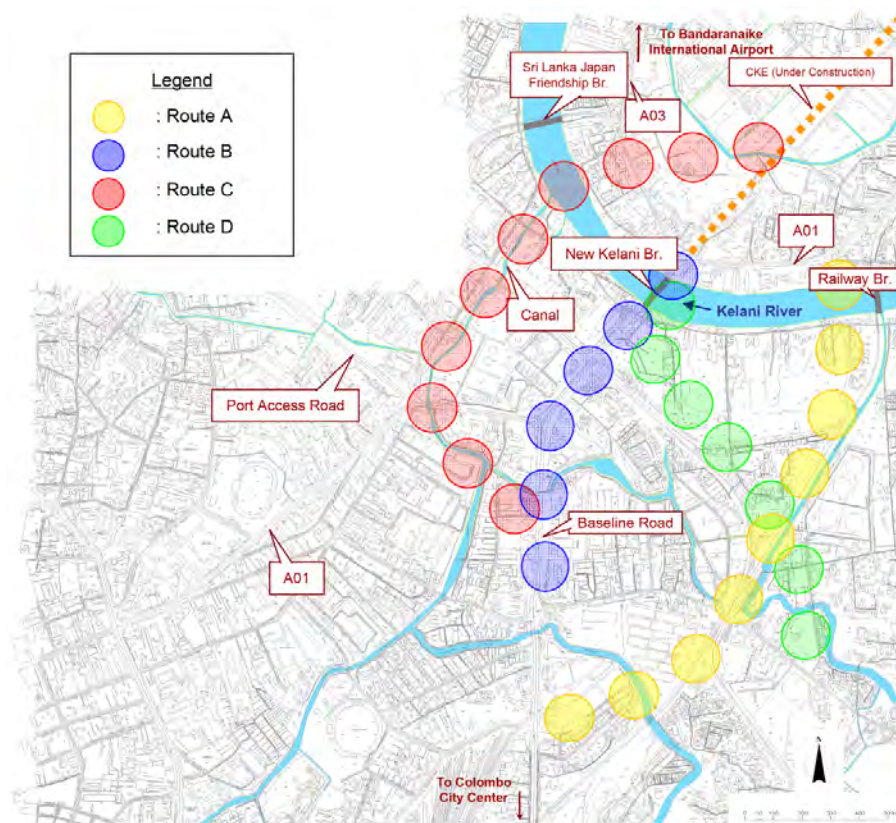 To Bandaranaike
International Airport
Legend
: Route A
: Route B
: Route C
: Route D
Sri Lanka Japan
Friendship Br.
CKE (Under Construction)
A03
A01
New Kelani Br.
Railway Br.
Canal
Kelani River
Port Access Road
Baseline Road
A01
To Colombo
City Center